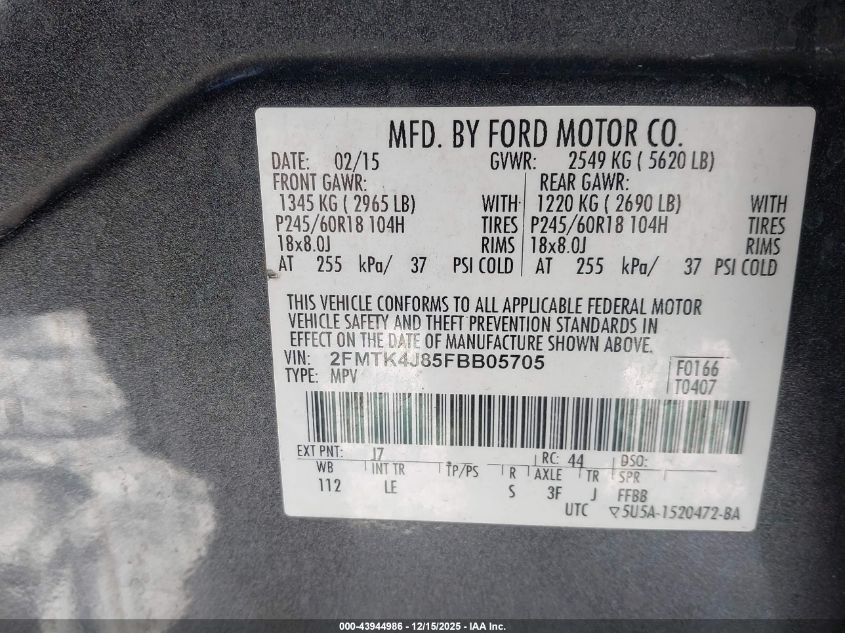 MFD. BY FORD MOTOR CO.
DATE: 02/15 GVWR: 2549 KG ( 5620 LB)
FRONT GAWR: REAR GAWR:
1345 KG ( 2965 LB) WITH 1220 KG ( 2690 LB) WITH
P245/60R18 104H TIRES P245/60R18 104H TIRES
18x8.0J RIMS 18x8.0J RIMS
AT 255 kPa/ 37 PSI COLD AT 255 kPa/ 37 PSI COLD
THIS VEHICLE CONFORMS TO ALL APPLICABLE FEDERAL MOTOR
VEHICLE SAFETY AND THEFT PREVENTION STANDARDS IN
EFFECT ON THE DATE OF MANUFACTURE SHOWN ABOVE.
VIN: 2FMTK4J85FBB05705
TYPE: MPV
F0166
T0407
EXT PNT: J7 RC: 44 DSO:
WB INT TR TP/PS R AXLE TR SPR
112 LE S 3F J FFBB
UTC 5U5A-1520472-BA
000-43944986 - 12/15/2025 - IAA Inc.